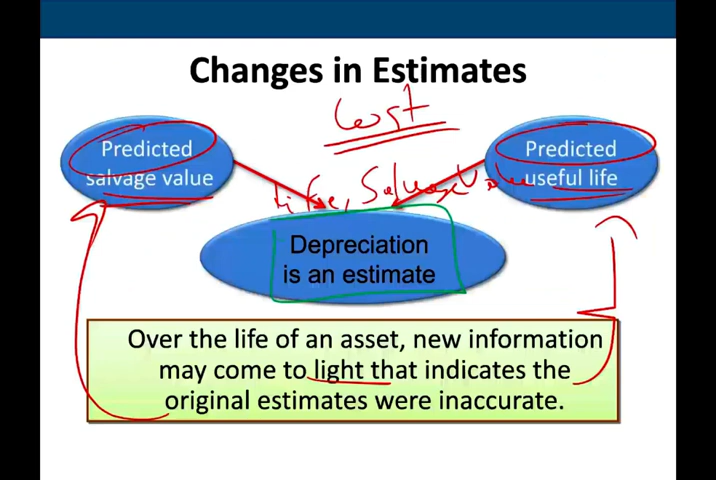 Changes in Estimates
Cost
Predicted
salvage value
Predicted
useful life
Life, Salvage Value
Depreciation
is an estimate
Over the life of an asset, new information
may come to light that indicates the
original estimates were inaccurate.